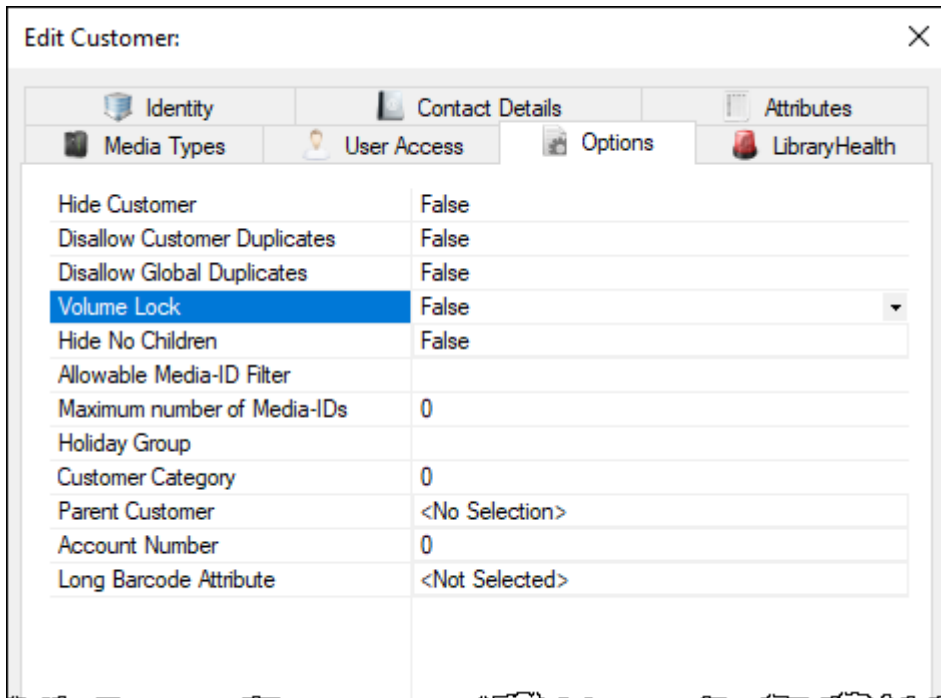 Edit Customer:
Identity Contact Details Attributes
Media Types User Access Options LibraryHealth
Hide Customer False
Disallow Customer Duplicates False
Disallow Global Duplicates False
Volume Lock False
Hide No Children False
Allowable Media-ID Filter
Maximum number of Media-IDs 0
Holiday Group
Customer Category 0
Parent Customer <No Selection>
Account Number 0
Long Barcode Attribute <Not Selected>